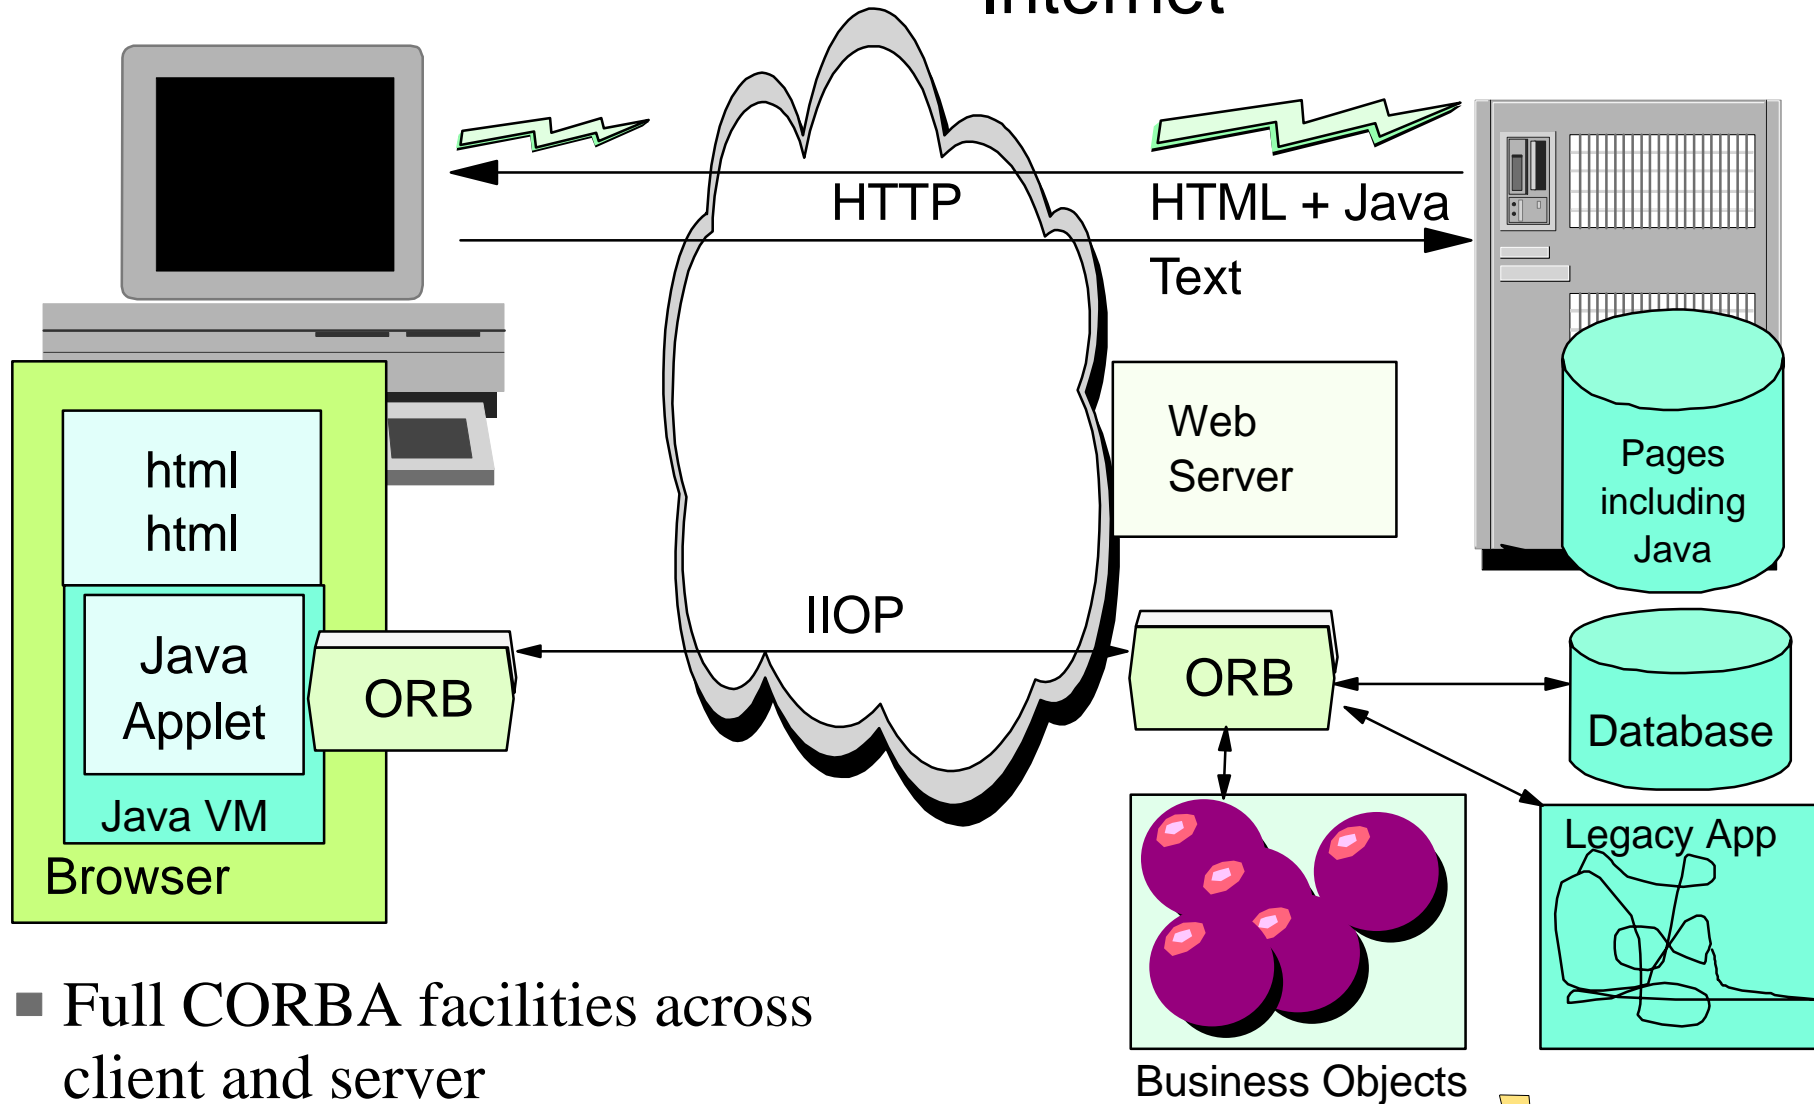 Internet
HTTP
HTML + Java
Text
Web
Server
Pages
including
Java
html
html
Java
Applet
Java VM
Browser
ORB
IIOP
ORB
Database
Legacy App
Business Objects
Full CORBA facilities across
client and server